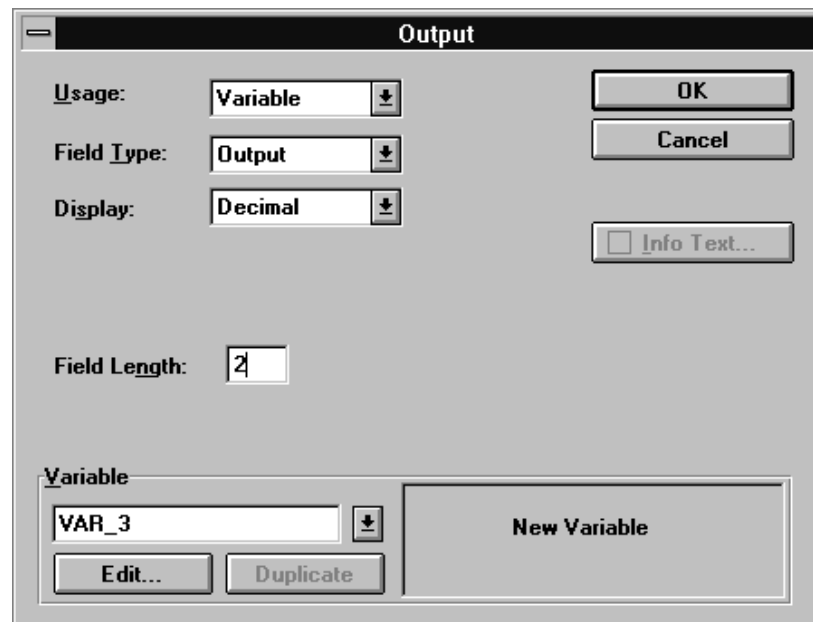 Output
Usage: Variable
OK
Field Type: Output
Cancel
Display: Decimal
Info Text...
Field Length: 2
Variable
VAR_3
New Variable
Edit... Duplicate